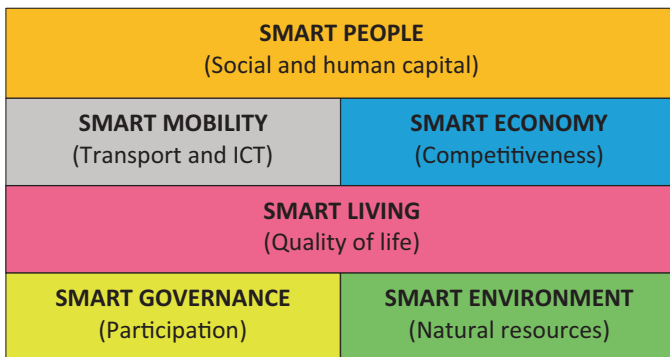 SMART PEOPLE
(Social and human capital)
SMART MOBILITY
(Transport and ICT)
SMART ECONOMY
(Competitiveness)
SMART LIVING
(Quality of life)
SMART GOVERNANCE
(Participation)
SMART ENVIRONMENT
(Natural resources)